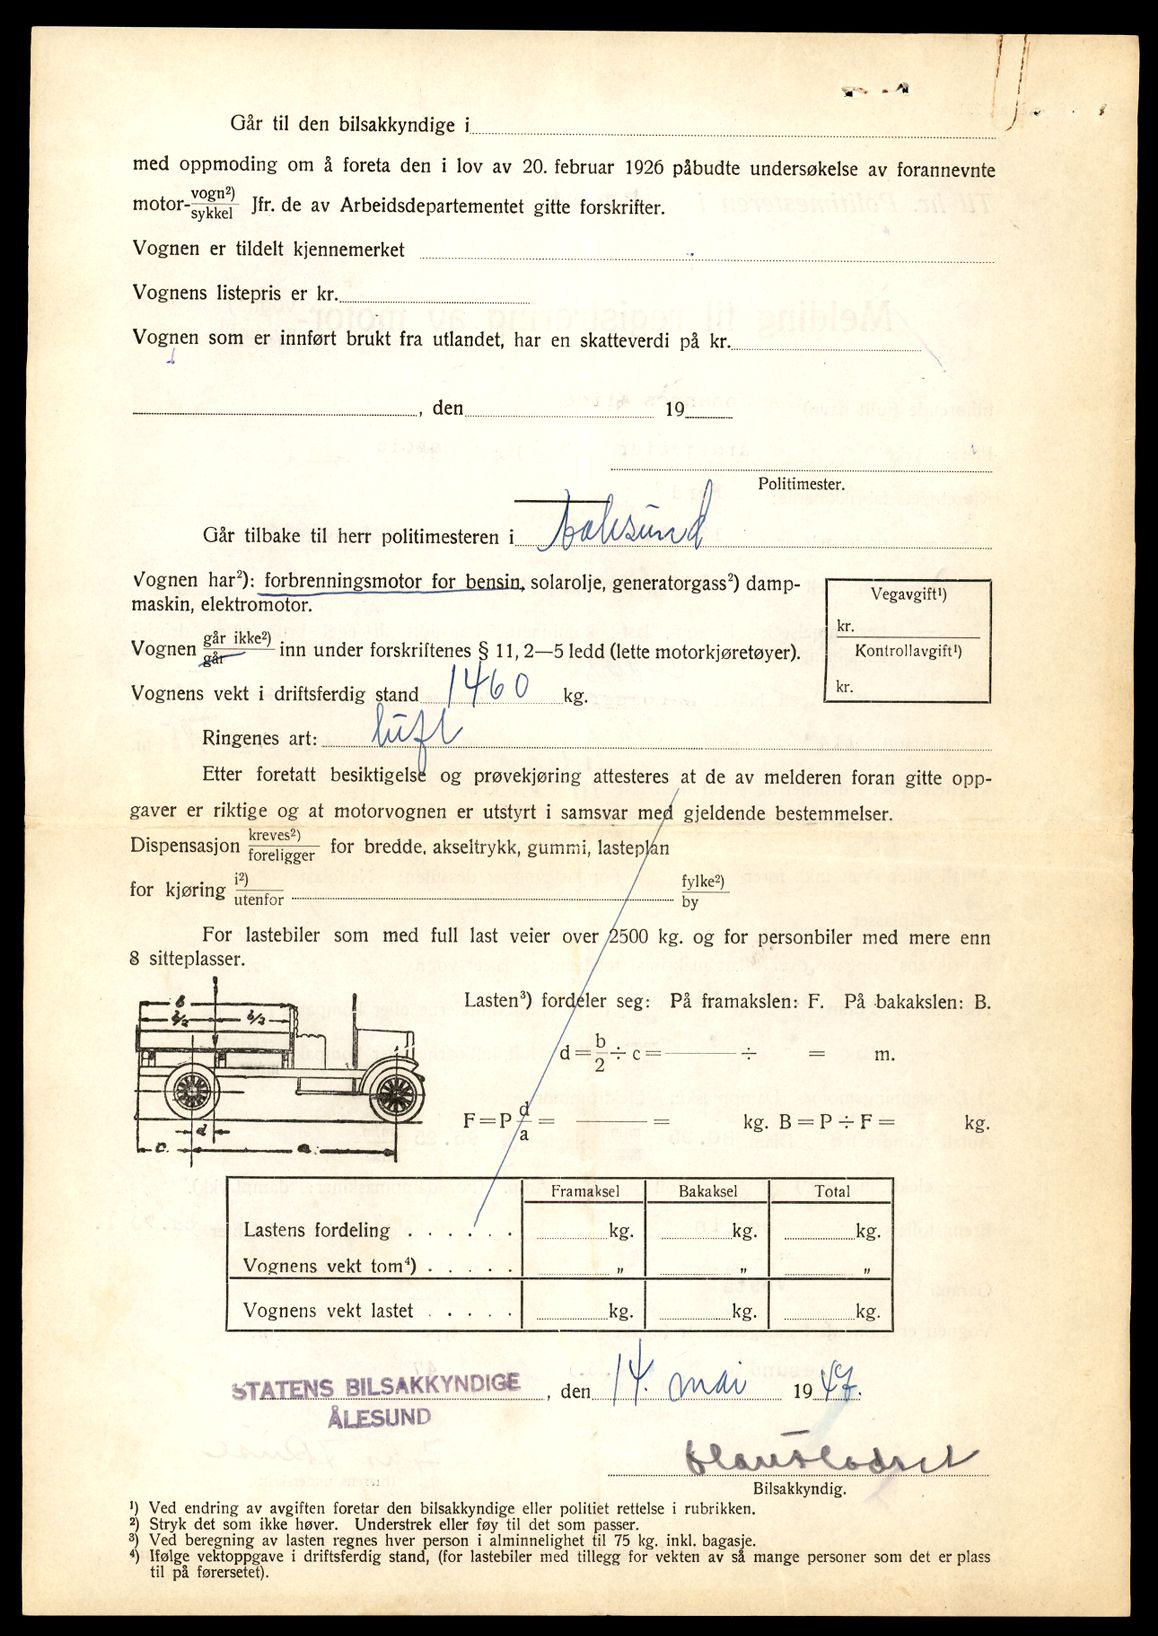 Går til den bilsakkyndige i
med oppmoding om å foreta den i lov av 20. februar 1926 påbudte undersøkelse av forannevnte
motor- vogn²) / sykkel Jfr. de av Arbeidsdepartementet gitte forskrifter.
Vognen er tildelt kjennemerket
Vognens listepris er kr.
Vognen som er innført brukt fra utlandet, har en skatteverdi på kr.
, den 19
Politimester.
Går tilbake til herr politimesteren i Aalesund
Vognen har²): forbrenningsmotor for bensin, solarolje, generatorgass²) damp-
maskin, elektromotor.
Vegavgift¹)
kr.
Kontrollavgift¹)
kr.
Vognen går ikke²) / går inn under forskriftenes § 11, 2—5 ledd (lette motorkjøretøyer).
Vognens vekt i driftsferdig stand 1460 kg.
Ringenes art: luft
Etter foretatt besiktigelse og prøvekjøring attesteres at de av melderen foran gitte opp-
gaver er riktige og at motorvognen er utstyrt i samsvar med gjeldende bestemmelser.
Dispensasjon kreves²) / foreligger for bredde, akseltrykk, gummi, lasteplan
for kjøring i²) / utenfor fylke²) / by
For lastebiler som med full last veier over 2500 kg. og for personbiler med mere enn
8 sitteplasser.
b
b/2 b/2
d
c. a.
Lasten³) fordeler seg: På framakslen: F. På bakakslen: B.
d = b/2 ÷ c = ——— ÷ = m.
F = P d/a = ——— = kg. B = P ÷ F = kg.
Framaksel Bakaksel Total
Lastens fordeling . . . . . . kg. kg. kg.
Vognens vekt tom⁴) . . . . . „ „ „
Vognens vekt lastet . . . . . kg. kg. kg.
STATENS BILSAKKYNDIGE , den 14. mai 1947.
ÅLESUND
Bilsakkyndig.
¹) Ved endring av avgiften foretar den bilsakkyndige eller politiet rettelse i rubrikken.
²) Stryk det som ikke høver. Understrek eller føy til det som passer.
³) Ved beregning av lasten regnes hver person i alminnelighet til 75 kg. inkl. bagasje.
⁴) Ifølge vektoppgave i driftsferdig stand, (for lastebiler med tillegg for vekten av så mange personer som det er plass
til på førersetet).